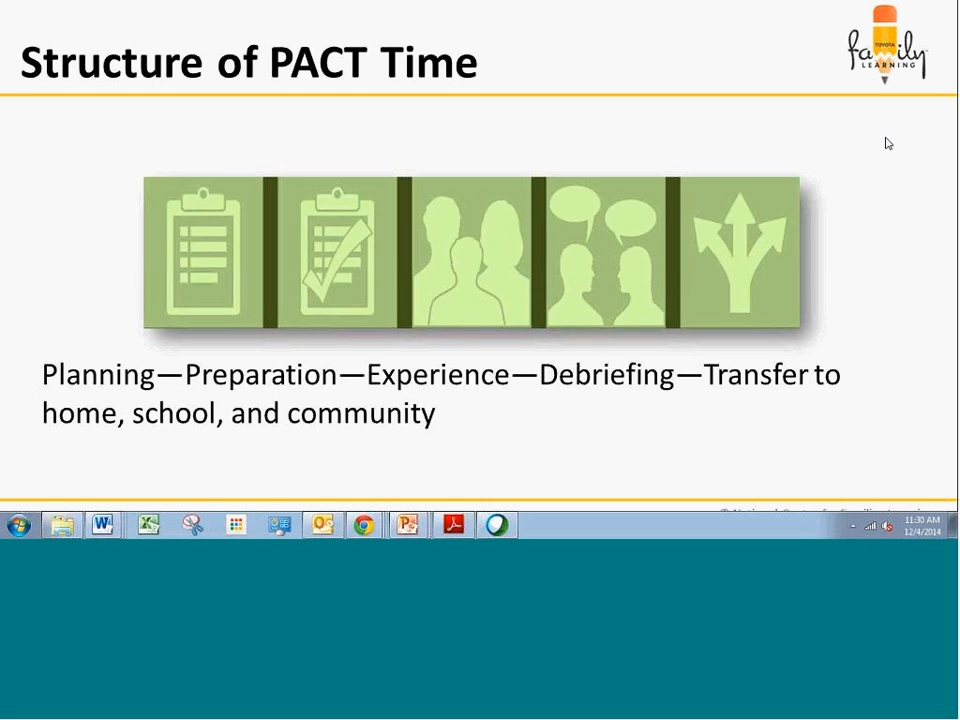 Structure of PACT Time
family
TOYOTA
LEARNING
Planning—Preparation—Experience—Debriefing—Transfer to
home, school, and community
11:30 AM
12/4/2014